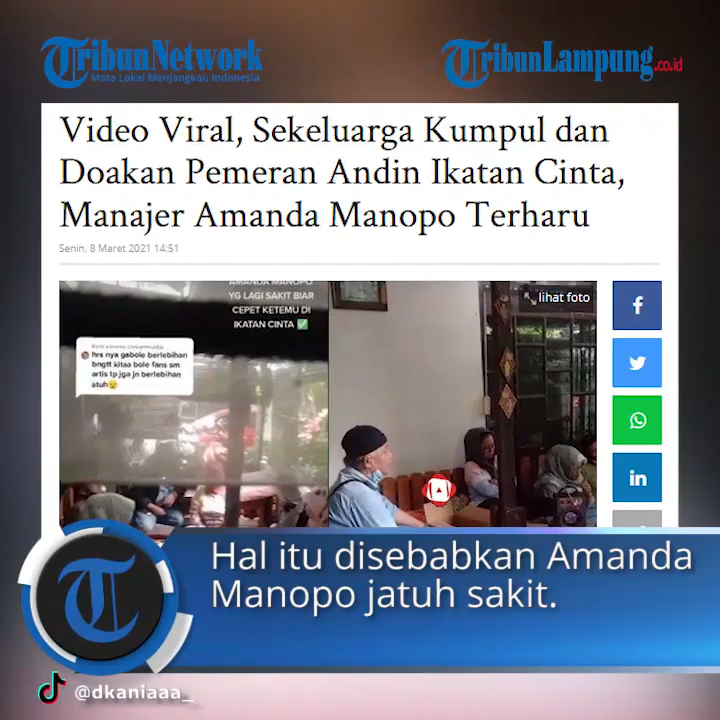 TribunNetwork
Mata Lokal Menjangkau Indonesia
TribunLampung.co.id
Video Viral, Sekeluarga Kumpul dan
Doakan Pemeran Andin Ikatan Cinta,
Manajer Amanda Manopo Terharu
Senin, 8 Maret 2021 14:51
AMANDA MANOPO
YG LAGI SAKIT BIAR
CEPET KETEMU DI
IKATAN CINTA ✅
lihat foto
hrs nya gabole berlebihan
bngtt kitaa bole fans sm
artis tp jga jn berlebihan
atuh😢
Hal itu disebabkan Amanda
Manopo jatuh sakit.
@dkaniaaa_